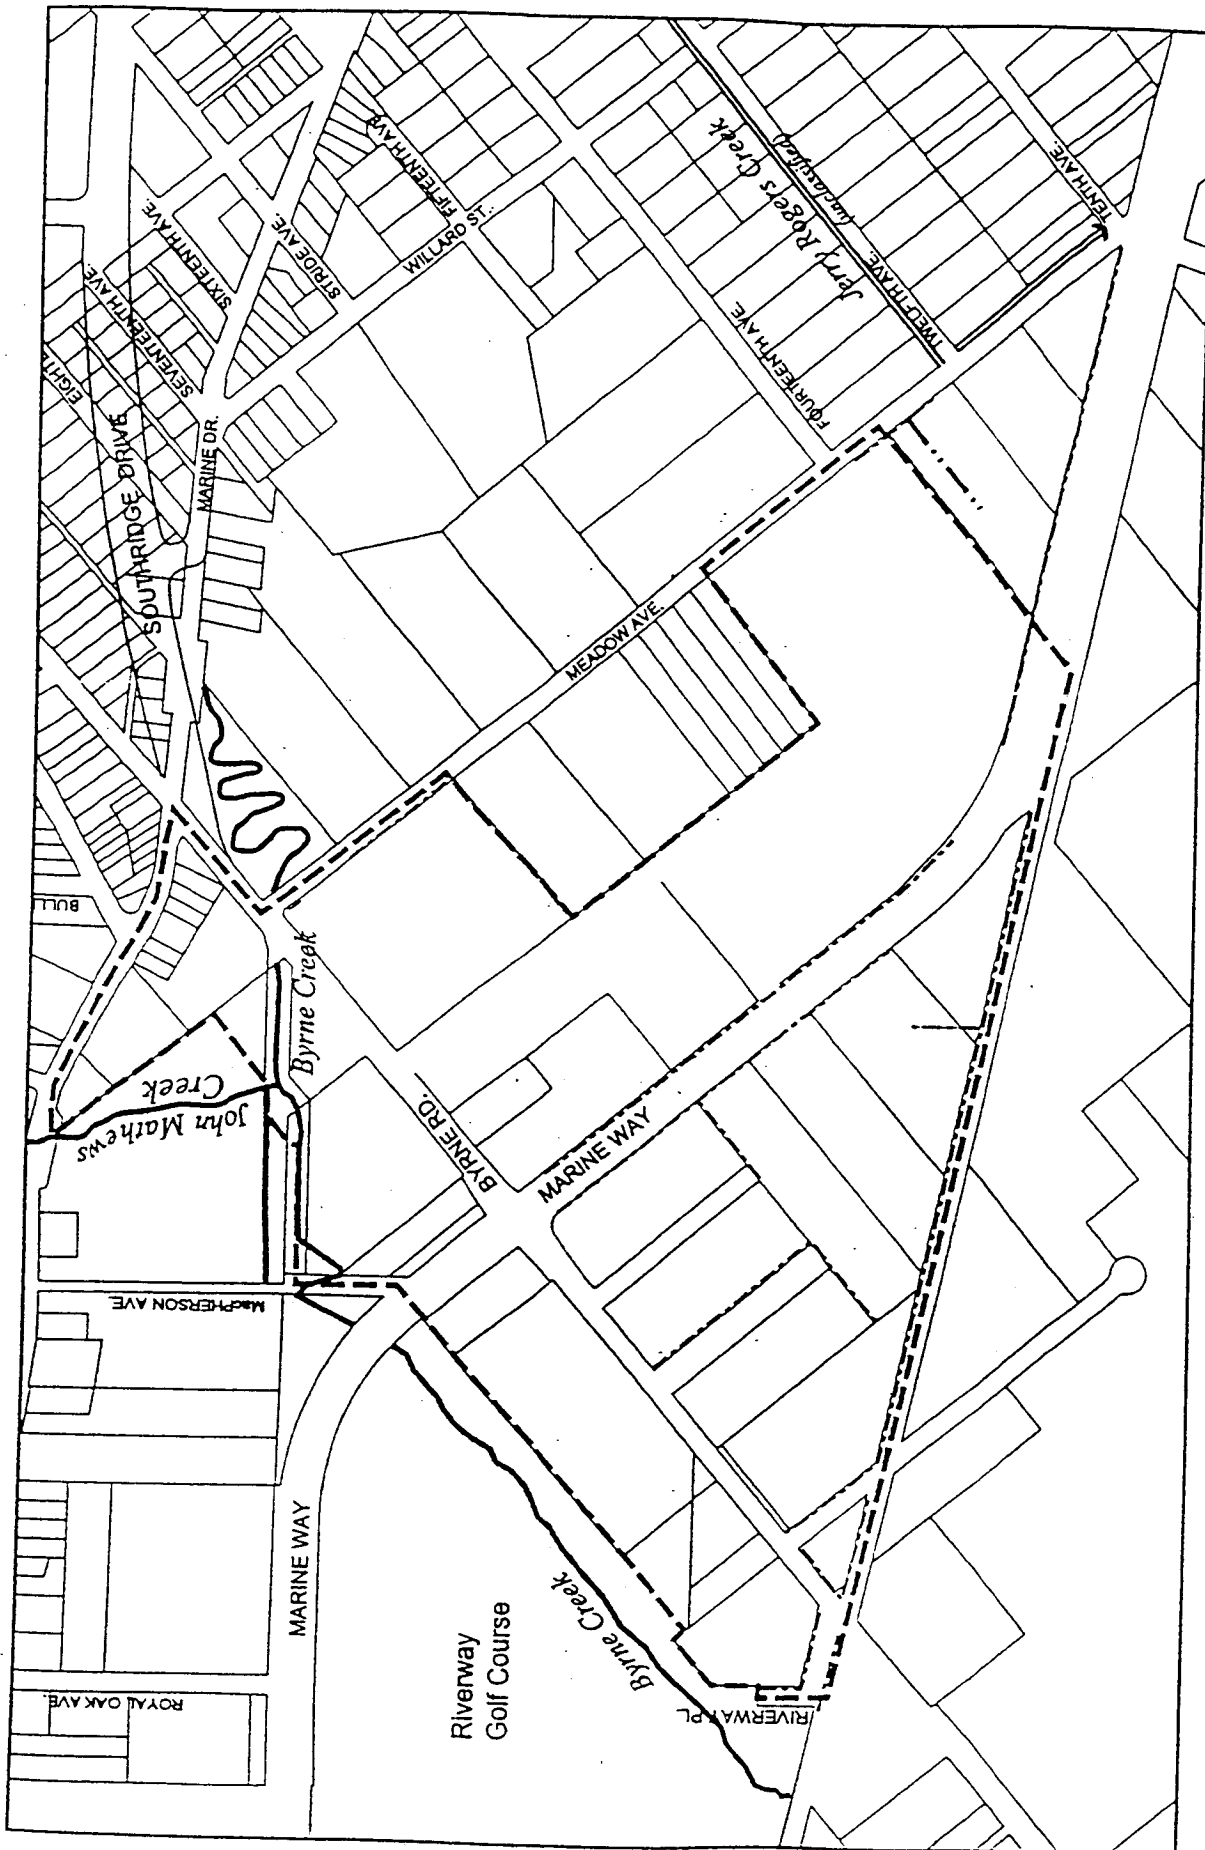 FIFTEENTH AVE.
SIXTEENTH AVE.
STRIDE AVE.
WILLARD ST.
SEVENTEENTH AVE.
EIGHTE
SOUTHRIDGE DRIVE
MARINE DR.
Jerry Rogers Creek
(unclassified)
TENTH AVE.
TWELFTH AVE.
FOURTEENTH AVE.
MEADOW AVE.
BULL
Byrne Creek
John Mathews
Creek
BYRNE RD.
MARINE WAY
MacPHERSON AVE.
MARINE WAY
Riverway
Golf Course
Byrne Creek
ROYAL OAK AVE.
RIVERWAY PL.